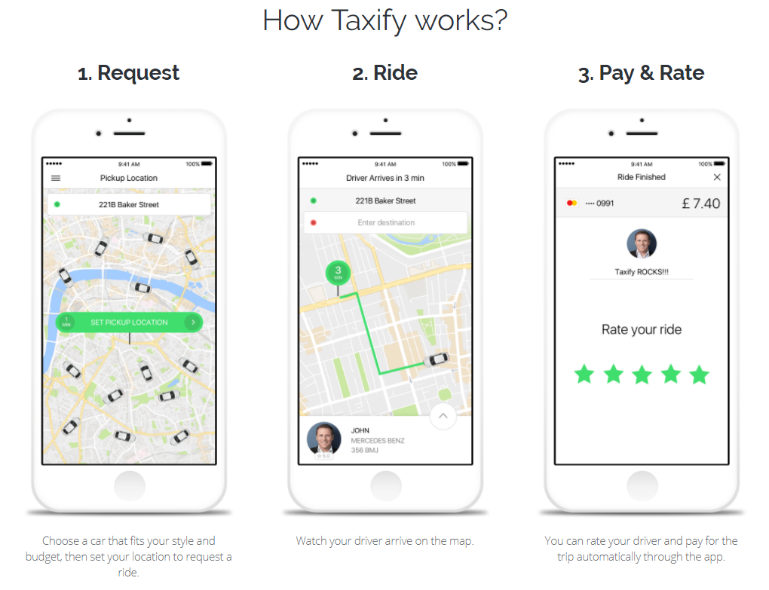 How Taxify works?
1. Request
2. Ride
3. Pay & Rate
9:41 AM
100%
Pickup Location
221B Baker Street
1
MIN
SET PICKUP LOCATION
9:41 AM
100%
Driver Arrives in 3 min
221B Baker Street
Enter destination
3
MIN
JOHN
MERCEDES BENZ
356 BMJ
9:41 AM
100%
Ride Finished
•••• 0991
£ 7.40
Taxify ROCKS!!!
Rate your ride
Choose a car that fits your style and
budget, then set your location to request a
ride.
Watch your driver arrive on the map.
You can rate your driver and pay for the
trip automatically through the app.